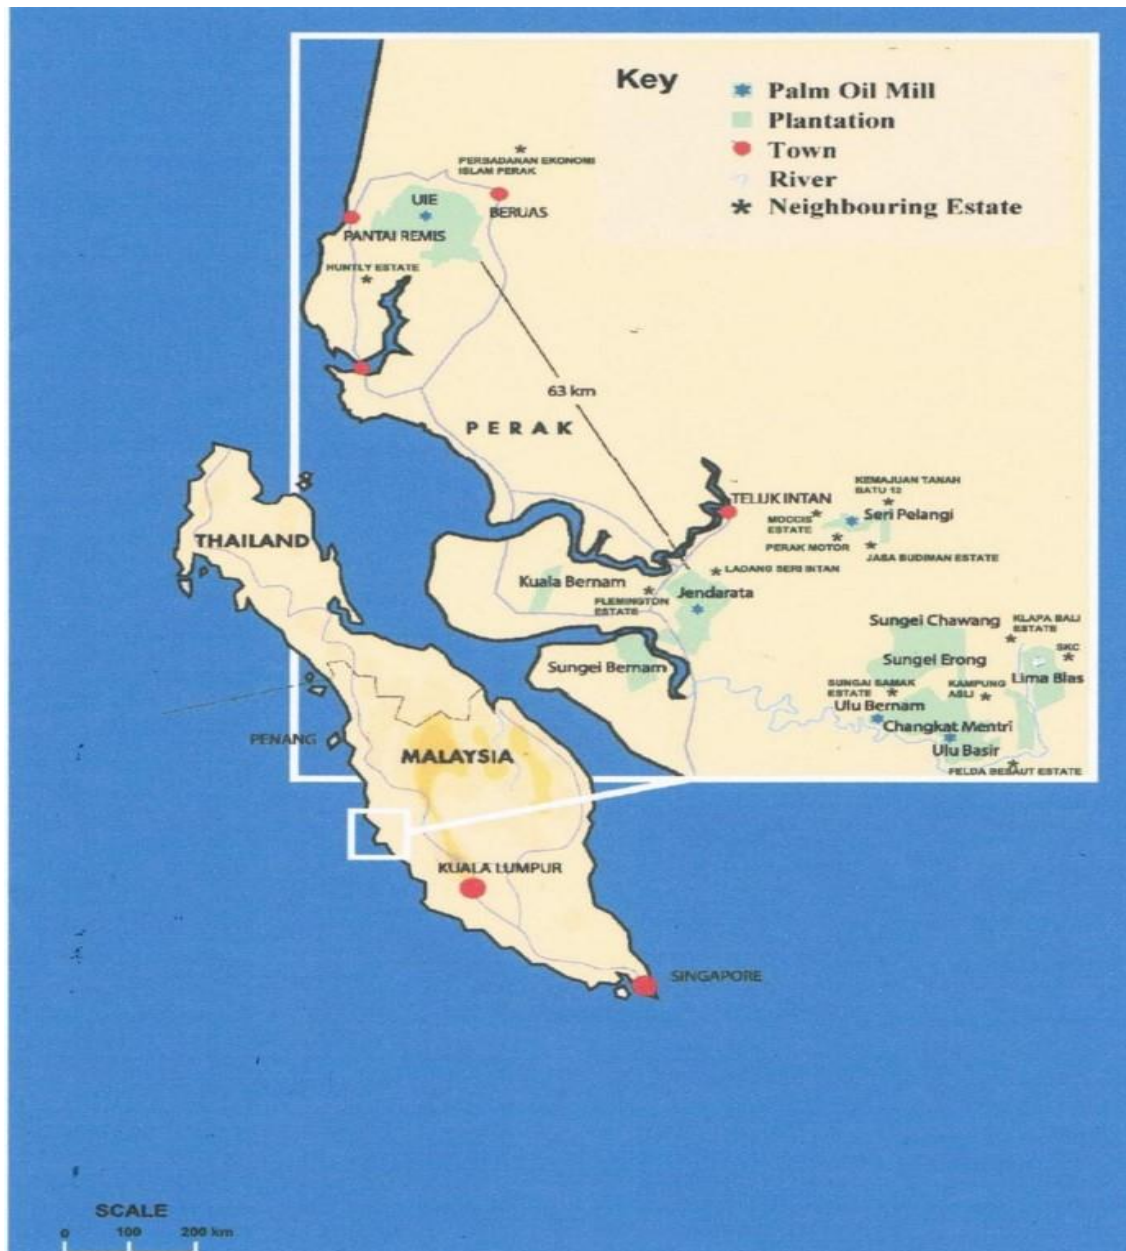 Key
Palm Oil Mill
Plantation
Town
River
Neighbouring Estate
PERBADANAN EKONOMI
ISLAM PERAK
UIE
BERUAS
PANTAI REMIS
HUNTLY ESTATE
63 km
PERAK
TELUK INTAN
KEMAJUAN TANAH
BATU 12
MOCCIS
ESTATE
Seri Pelangi
PERAK MOTOR
JASA BUDIMAN ESTATE
LADANG SERI INTAN
Kuala Bernam
FLEMINGTON
ESTATE
Jendarata
Sungei Bernam
Sungei Chawang
KLAPA BALI
ESTATE
Sungei Erong
SKC
Lima Blas
SUNGAI SAMAK
ESTATE
KAMPUNG
ASLI
Ulu Bernam
Changkat Mentri
Ulu Basir
FELDA BESAUT ESTATE
THAILAND
PENANG
MALAYSIA
KUALA LUMPUR
SINGAPORE
SCALE
0 100 200 km